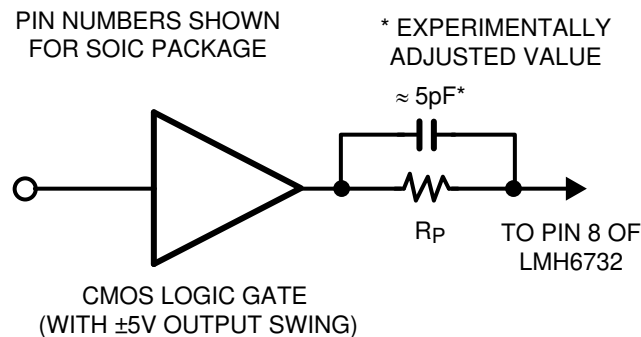 PIN NUMBERS SHOWN
FOR SOIC PACKAGE
* EXPERIMENTALLY
ADJUSTED VALUE
≈ 5pF*
RP
TO PIN 8 OF
LMH6732
CMOS LOGIC GATE
(WITH ±5V OUTPUT SWING)